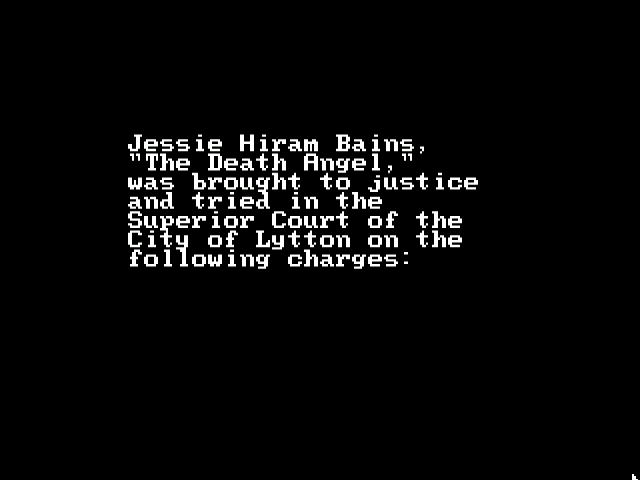 Jessie Hiram Bains,
"The Death Angel,"
was brought to justice
and tried in the
Superior Court of the
City of Lytton on the
following charges: